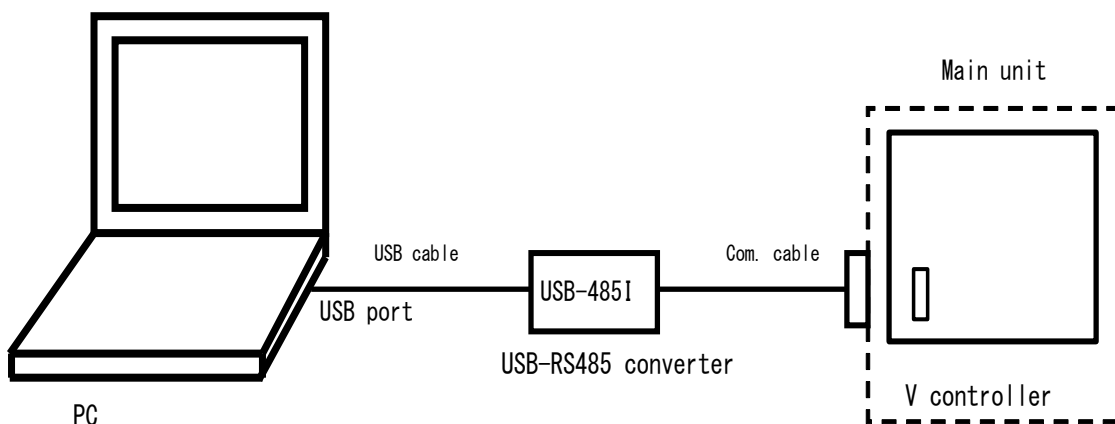 Main unit
USB cable
Com. cable
USB-485I
USB port
USB-RS485 converter
V controller
PC